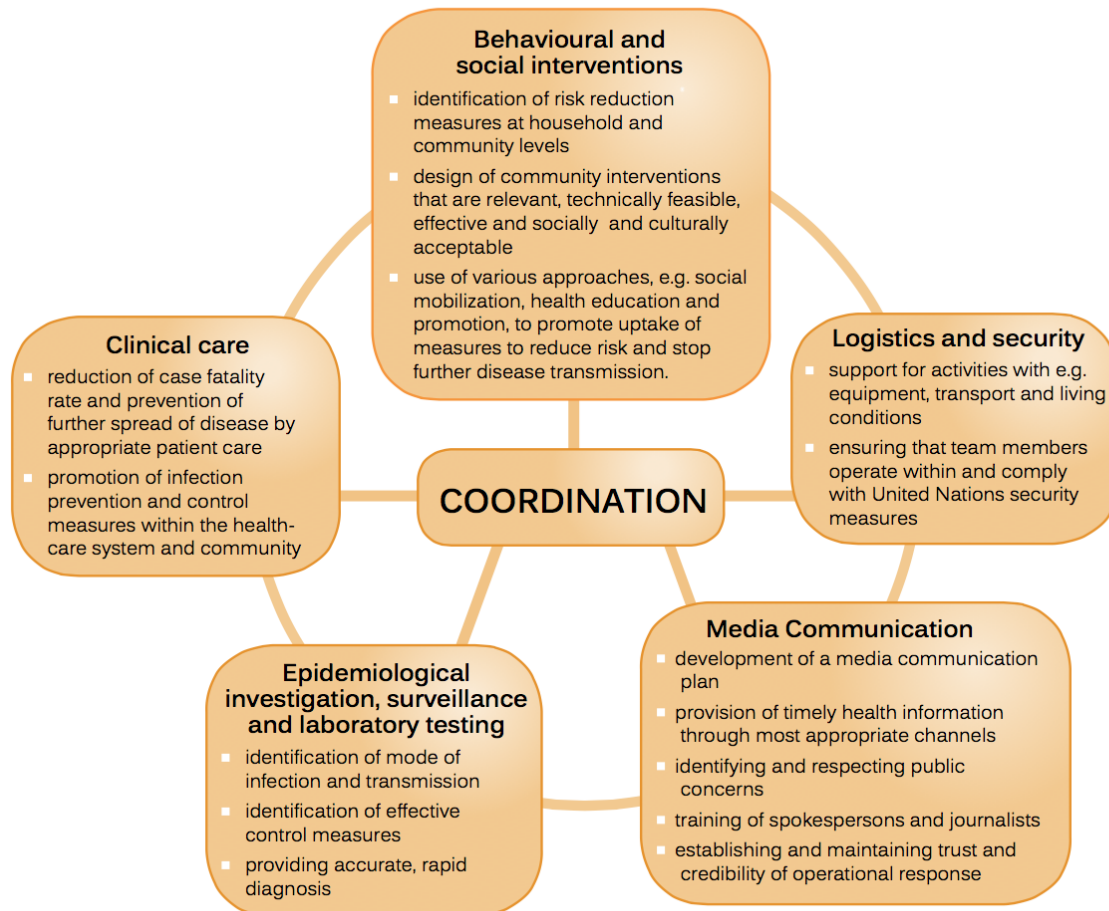 Behavioural and
social interventions
identification of risk reduction
measures at household and
community levels
design of community interventions
that are relevant, technically feasible,
effective and socially and culturally
acceptable
use of various approaches, e.g. social
mobilization, health education and
promotion, to promote uptake of
measures to reduce risk and stop
further disease transmission.
Clinical care
reduction of case fatality
rate and prevention of
further spread of disease by
appropriate patient care
promotion of infection
prevention and control
measures within the health-
care system and community
COORDINATION
Logistics and security
support for activities with e.g.
equipment, transport and living
conditions
ensuring that team members
operate within and comply
with United Nations security
measures
Epidemiological
investigation, surveillance
and laboratory testing
identification of mode of
infection and transmission
identification of effective
control measures
providing accurate, rapid
diagnosis
Media Communication
development of a media communication
plan
provision of timely health information
through most appropriate channels
identifying and respecting public
concerns
training of spokespersons and journalists
establishing and maintaining trust and
credibility of operational response